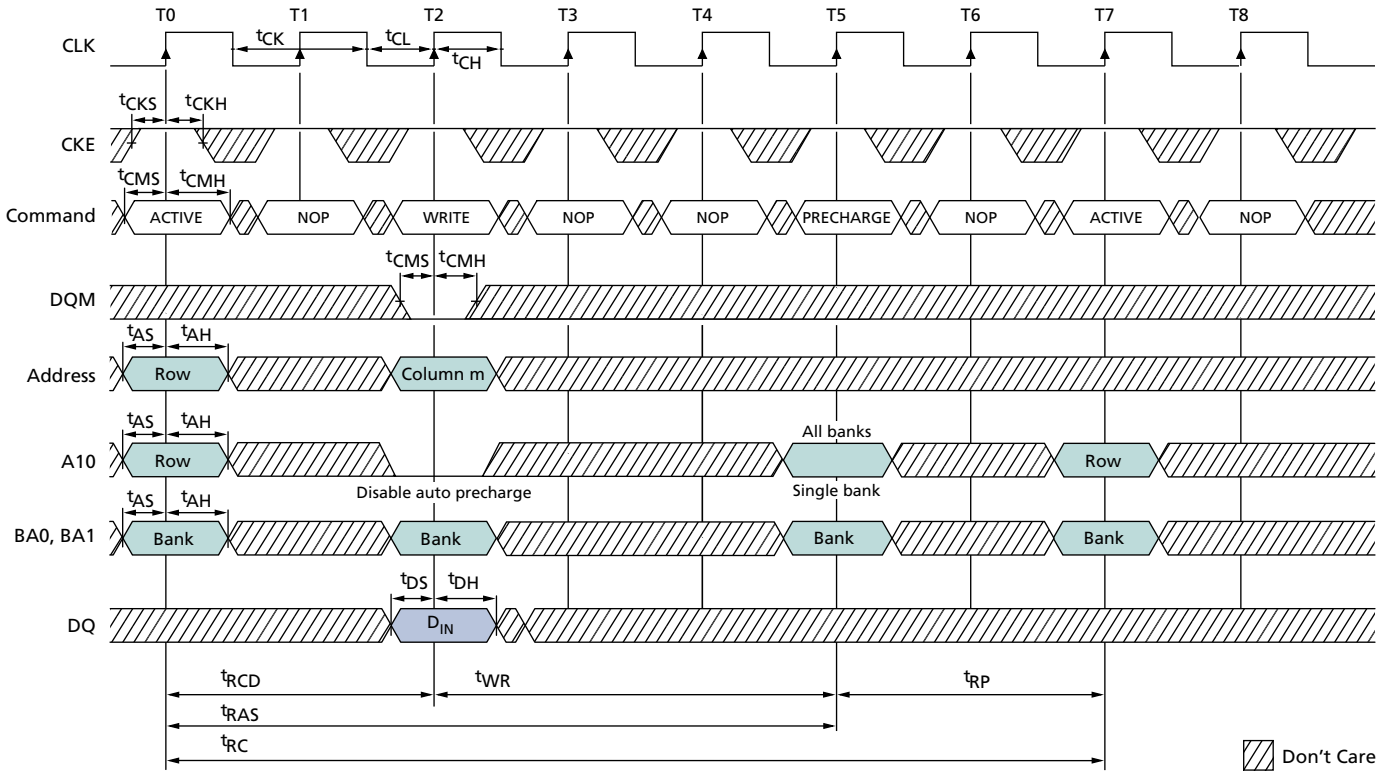 T0 T1 T2 T3 T4 T5 T6 T7 T8
CLK
tCK tCL
tCH
tCKS tCKH
CKE
tCMS tCMH
Command ACTIVE NOP WRITE NOP NOP PRECHARGE NOP ACTIVE NOP
tCMS tCMH
DQM
tAS tAH
Address Row Column m
tAS tAH All banks
A10 Row Row
Disable auto precharge Single bank
tAS tAH
BA0, BA1 Bank Bank Bank Bank
tDS tDH
DQ DIN
tRCD tWR tRP
tRAS
tRC
Don't Care